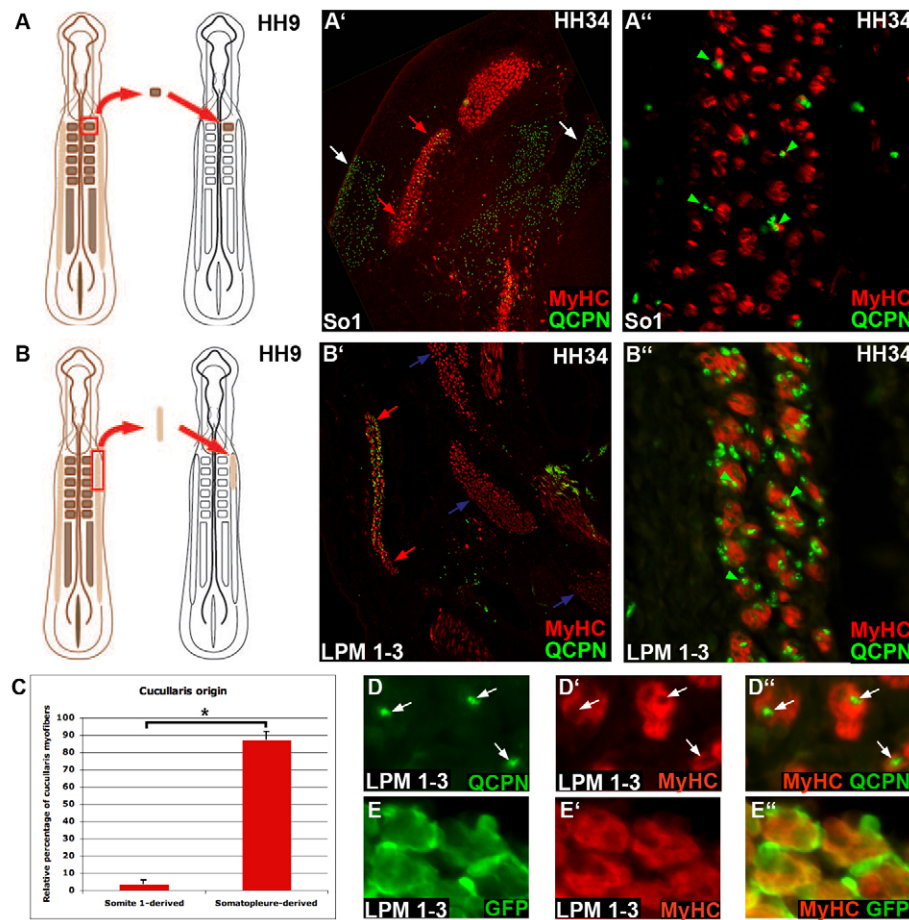 A
HH9
A‘
HH34
MyHC
So1
QCPN
A“
HH34
MyHC
So1
QCPN
B
HH9
B‘
HH34
MyHC
LPM 1-3
QCPN
B“
HH34
MyHC
LPM 1-3
QCPN
C
Cucullaris origin
Relative percentage of cucullaris myofibers
100
90
80
70
60
50
40
30
20
10
0
*
Somite 1-derived
Somatopleure-derived
D
LPM 1-3 QCPN
D‘
LPM 1-3 MyHC
D“
MyHC QCPN
E
LPM 1-3 GFP
E‘
LPM 1-3 MyHC
E“
MyHC GFP